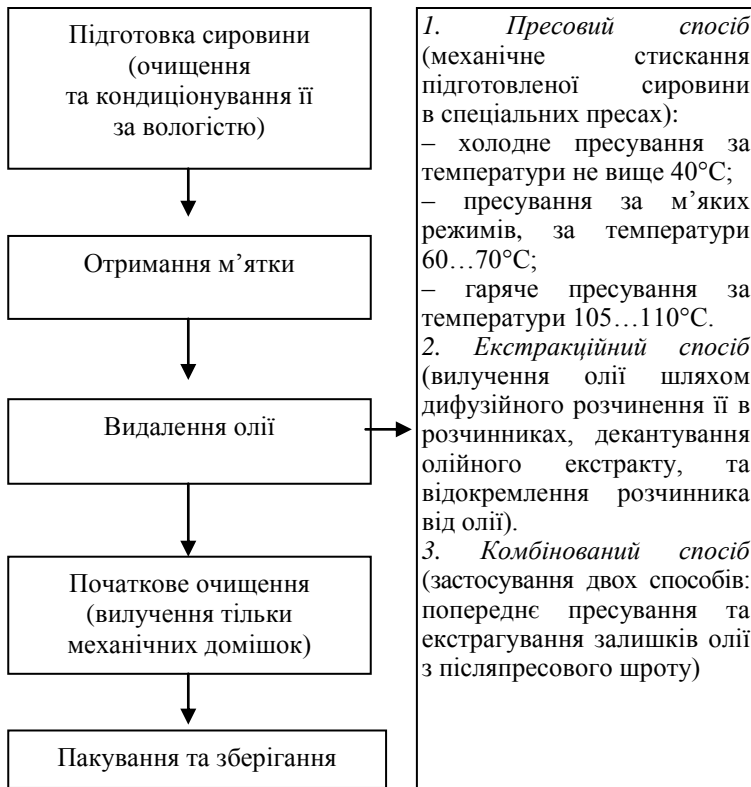 Підготовка сировини
(очищення
та кондиціонування її
за вологістю)
Отримання м’ятки
Видалення олії
Початкове очищення
(вилучення тільки
механічних домішок)
Пакування та зберігання
1. Пресовий спосіб
(механічне стискання
підготовленої сировини
в спеціальних пресах):
– холодне пресування за
температури не вище 40°С;
– пресування за м’яких
режимів, за температури
60…70°С;
– гаряче пресування за
температури 105…110°С.
2. Екстракційний спосіб
(вилучення олії шляхом
дифузійного розчинення її в
розчинниках, декантування
олійного екстракту, та
відокремлення розчинника
від олії).
3. Комбінований спосіб
(застосування двох способів:
попереднє пресування та
екстрагування залишків олії
з післяпресового шроту)